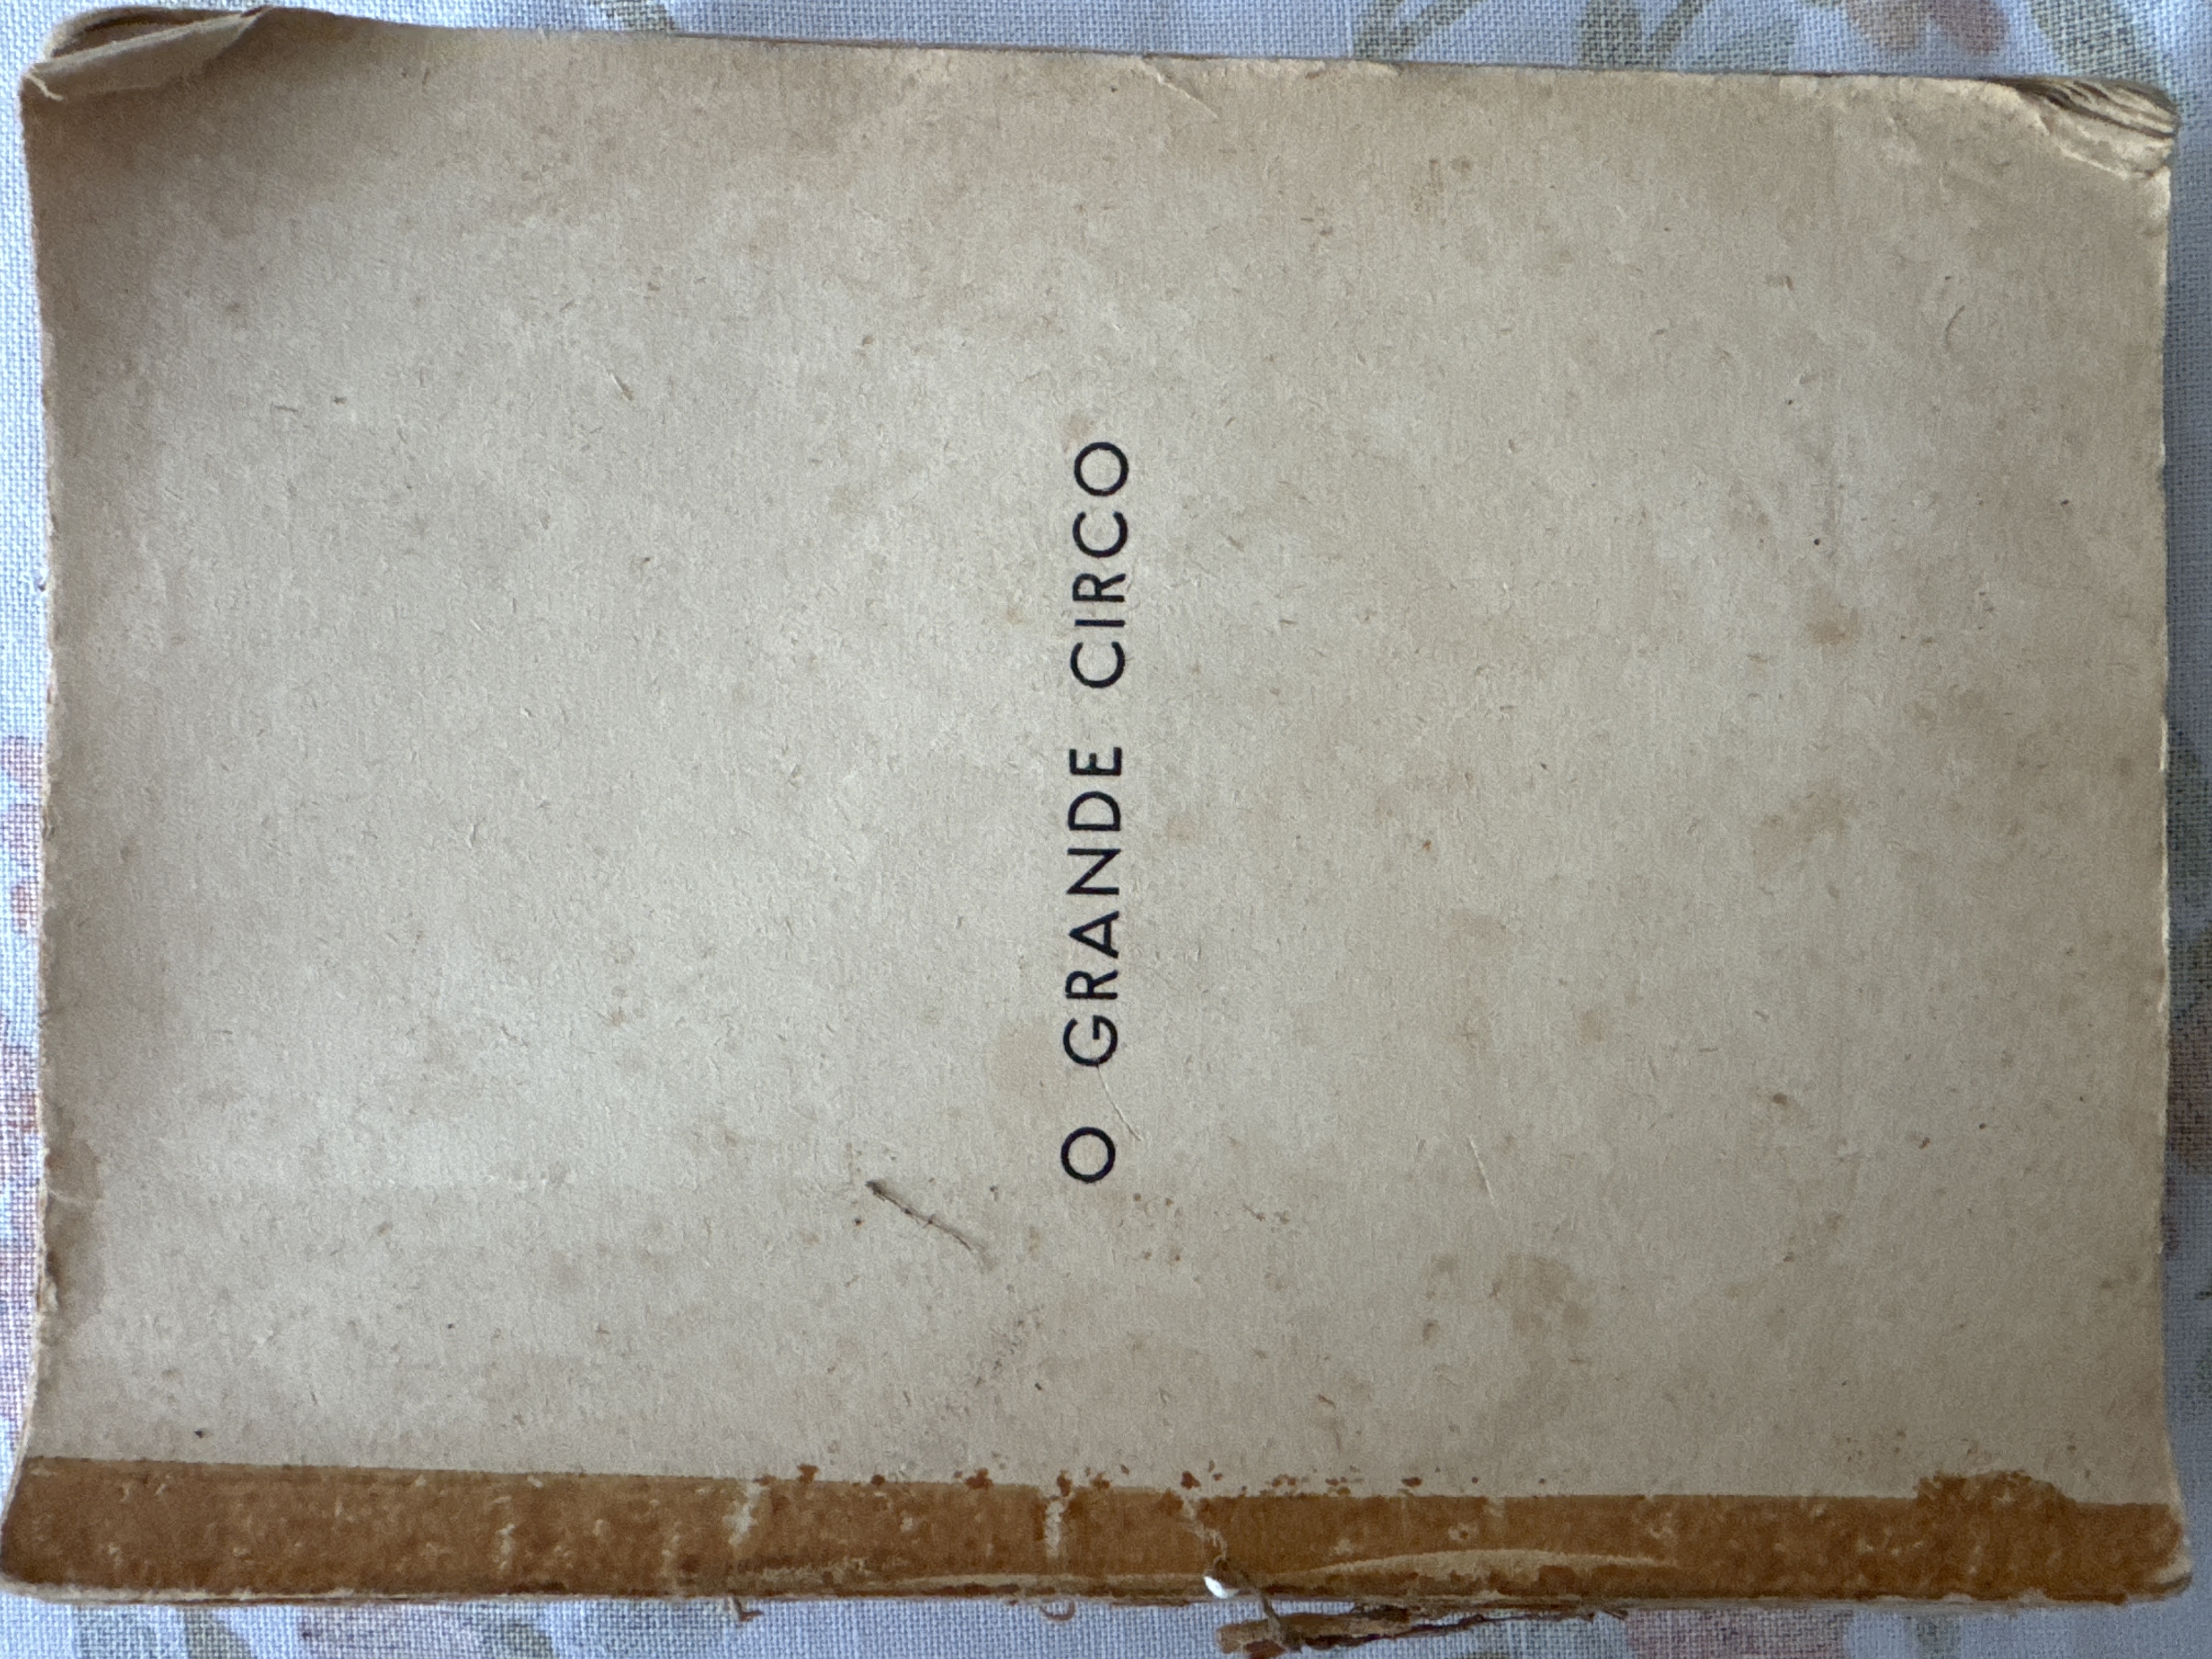 O GRANDE CIRCO